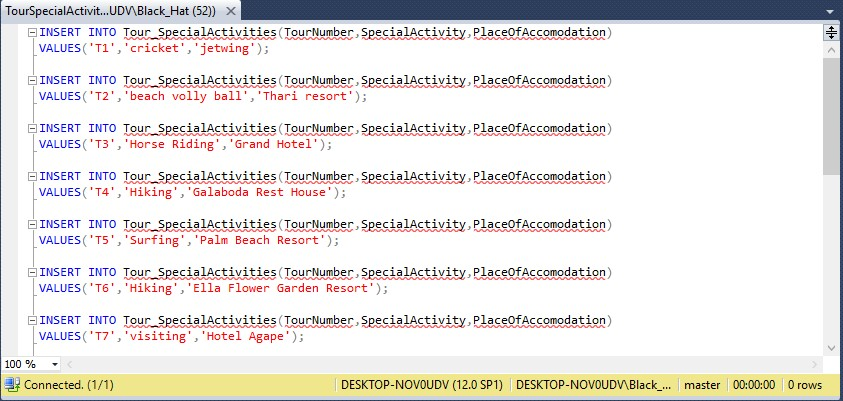 TourSpecialActivit...UDV\Black_Hat (52))
INSERT INTO Tour_SpecialActivities(TourNumber,SpecialActivity,PlaceOfAccomodation)
VALUES('T1','cricket','jetwing');
INSERT INTO Tour_SpecialActivities(TourNumber,SpecialActivity,PlaceOfAccomodation)
VALUES('T2','beach volly ball','Thari resort');
INSERT INTO Tour_SpecialActivities(TourNumber,SpecialActivity,PlaceOfAccomodation)
VALUES('T3','Horse Riding','Grand Hotel');
INSERT INTO Tour_SpecialActivities(TourNumber,SpecialActivity,PlaceOfAccomodation)
VALUES('T4','Hiking','Galaboda Rest House');
INSERT INTO Tour_SpecialActivities(TourNumber,SpecialActivity,PlaceOfAccomodation)
VALUES('T5','Surfing','Palm Beach Resort');
INSERT INTO Tour_SpecialActivities(TourNumber,SpecialActivity,PlaceOfAccomodation)
VALUES('T6','Hiking','Ella Flower Garden Resort');
INSERT INTO Tour_SpecialActivities(TourNumber,SpecialActivity,PlaceOfAccomodation)
VALUES('T7','visiting','Hotel Agape');
100 %
Connected. (1/1) DESKTOP-NOV0UDV (12.0 SP1) DESKTOP-NOV0UDV\Black_... master 00:00:00 0 rows